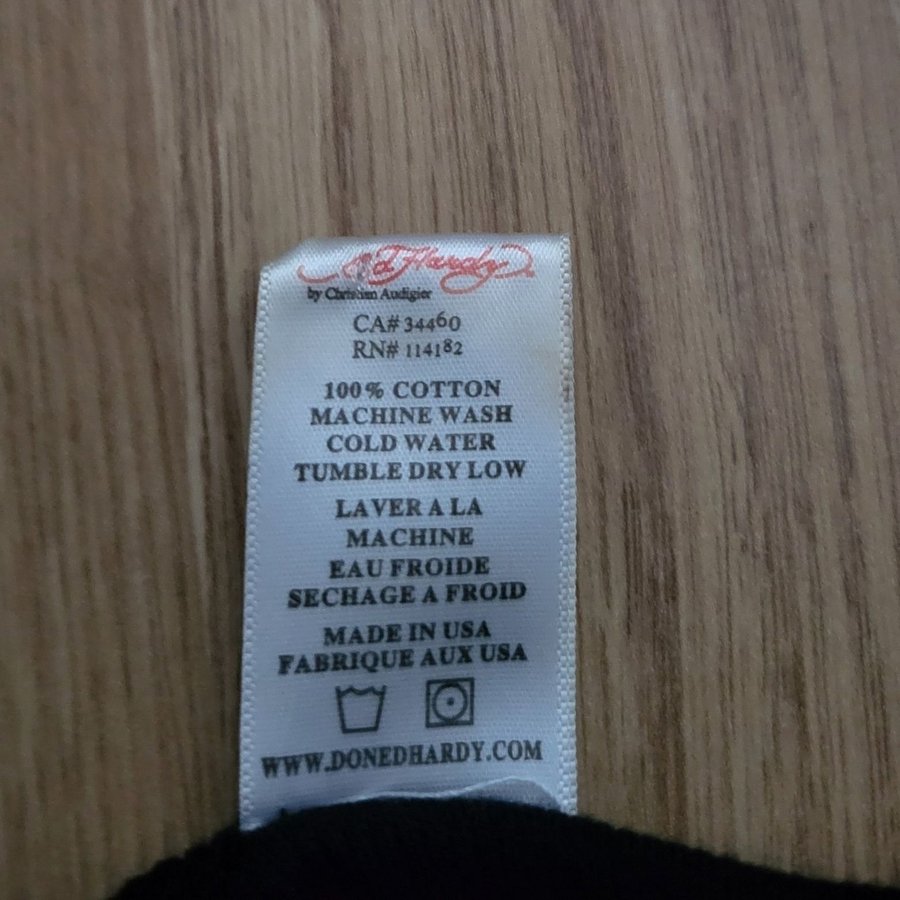 Ed Hardy
by Christian Audigier
CA# 34460
RN# 114182
100% COTTON
MACHINE WASH
COLD WATER
TUMBLE DRY LOW
LAVER A LA
MACHINE
EAU FROIDE
SECHAGE A FROID
MADE IN USA
FABRIQUE AUX USA
WWW.DONEDHARDY.COM